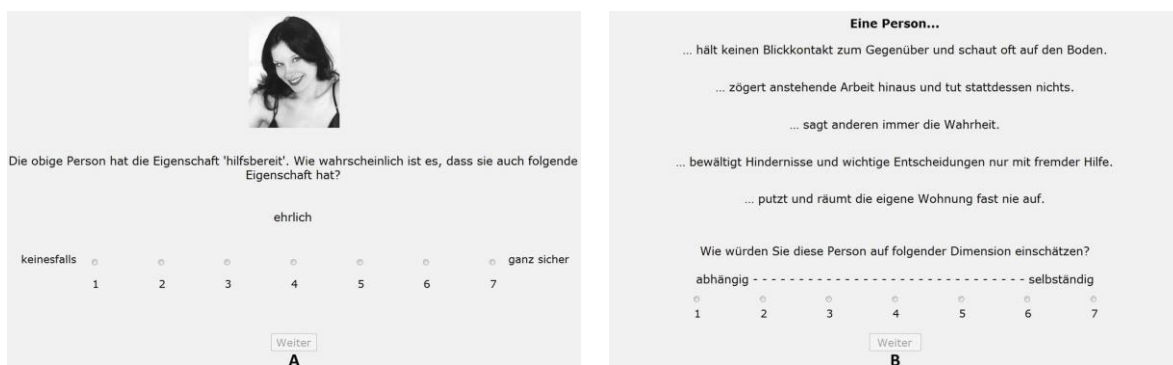 Die obige Person hat die Eigenschaft 'hilfsbereit'. Wie wahrscheinlich ist es, dass sie auch folgende
Eigenschaft hat?
ehrlich
keinesfalls ganz sicher
1 2 3 4 5 6 7
Weiter
A
Eine Person...
... hält keinen Blickkontakt zum Gegenüber und schaut oft auf den Boden.
... zögert anstehende Arbeit hinaus und tut stattdessen nichts.
... sagt anderen immer die Wahrheit.
... bewältigt Hindernisse und wichtige Entscheidungen nur mit fremder Hilfe.
... putzt und räumt die eigene Wohnung fast nie auf.
Wie würden Sie diese Person auf folgender Dimension einschätzen?
abhängig - - - - - - - - - - - - - - - - - - - - - - - - - - - - selbständig
1 2 3 4 5 6 7
Weiter
B